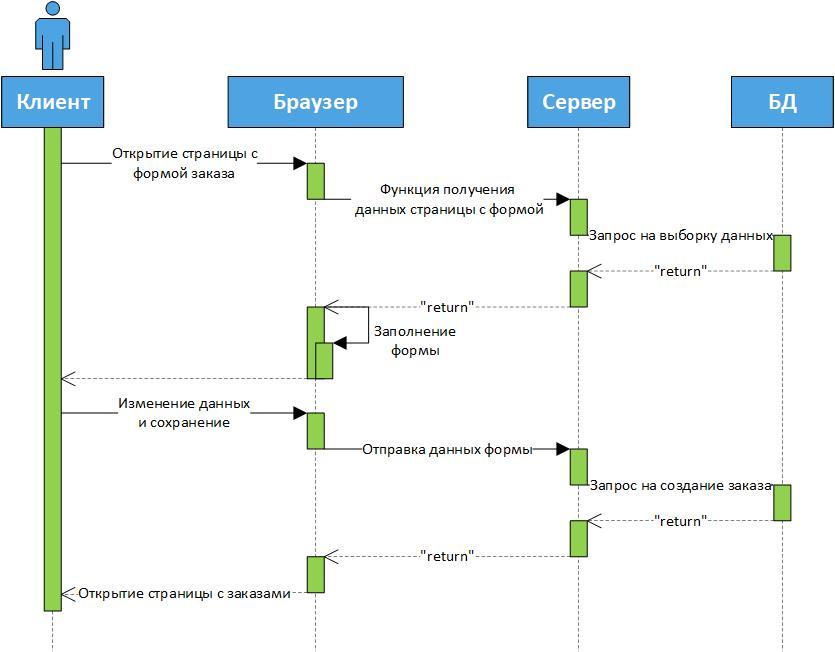 Клиент
Браузер
Сервер
БД
Открытие страницы с
формой заказа
Функция получения
данных страницы с формой
Запрос на выборку данных
"return"
"return"
Заполнение
формы
Изменение данных
и сохранение
Отправка данных формы
Запрос на создание заказа
"return"
"return"
Открытие страницы с заказами